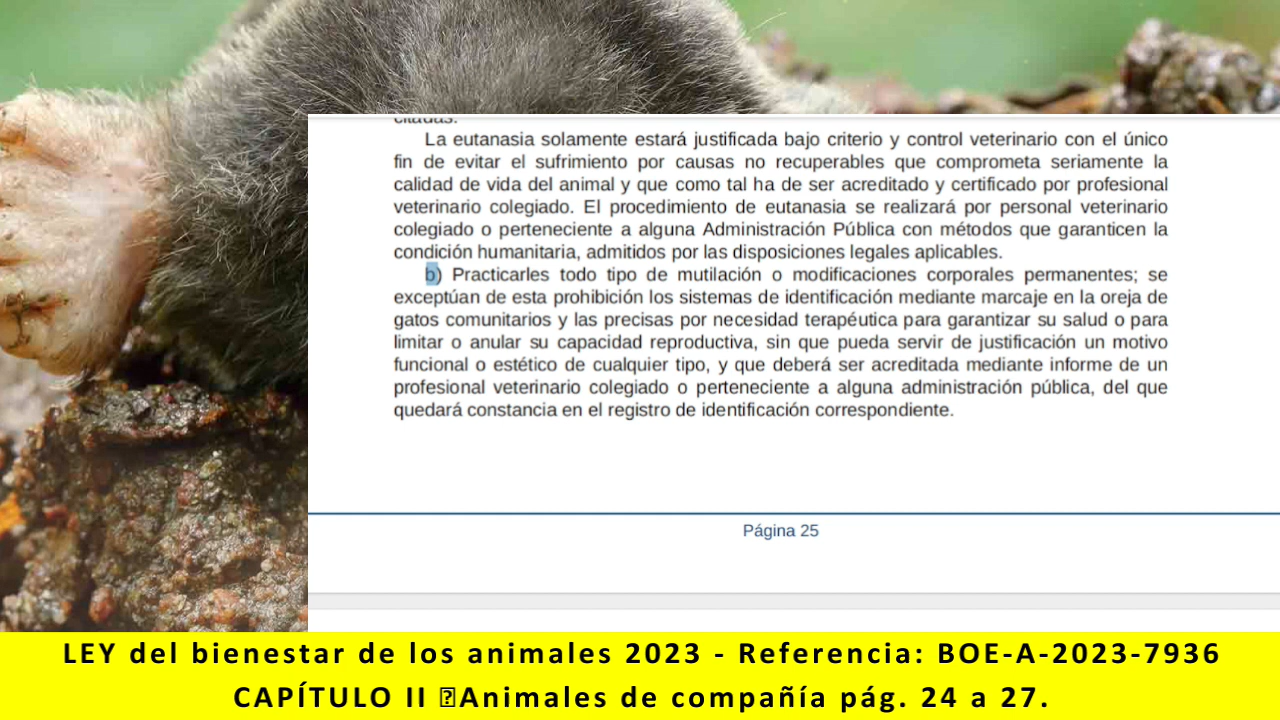 citadas.
La eutanasia solamente estará justificada bajo criterio y control veterinario con el único
fin de evitar el sufrimiento por causas no recuperables que comprometa seriamente la
calidad de vida del animal y que como tal ha de ser acreditado y certificado por profesional
veterinario colegiado. El procedimiento de eutanasia se realizará por personal veterinario
colegiado o perteneciente a alguna Administración Pública con métodos que garanticen la
condición humanitaria, admitidos por las disposiciones legales aplicables.
b) Practicarles todo tipo de mutilación o modificaciones corporales permanentes; se
exceptúan de esta prohibición los sistemas de identificación mediante marcaje en la oreja de
gatos comunitarios y las precisas por necesidad terapéutica para garantizar su salud o para
limitar o anular su capacidad reproductiva, sin que pueda servir de justificación un motivo
funcional o estético de cualquier tipo, y que deberá ser acreditada mediante informe de un
profesional veterinario colegiado o perteneciente a alguna administración pública, del que
quedará constancia en el registro de identificación correspondiente.
Página 25
LEY del bienestar de los animales 2023 - Referencia: BOE-A-2023-7936
CAPÍTULO II Animales de compañía pág. 24 a 27.